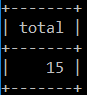 +-------+
| total |
+-------+
|    15 |
+-------+